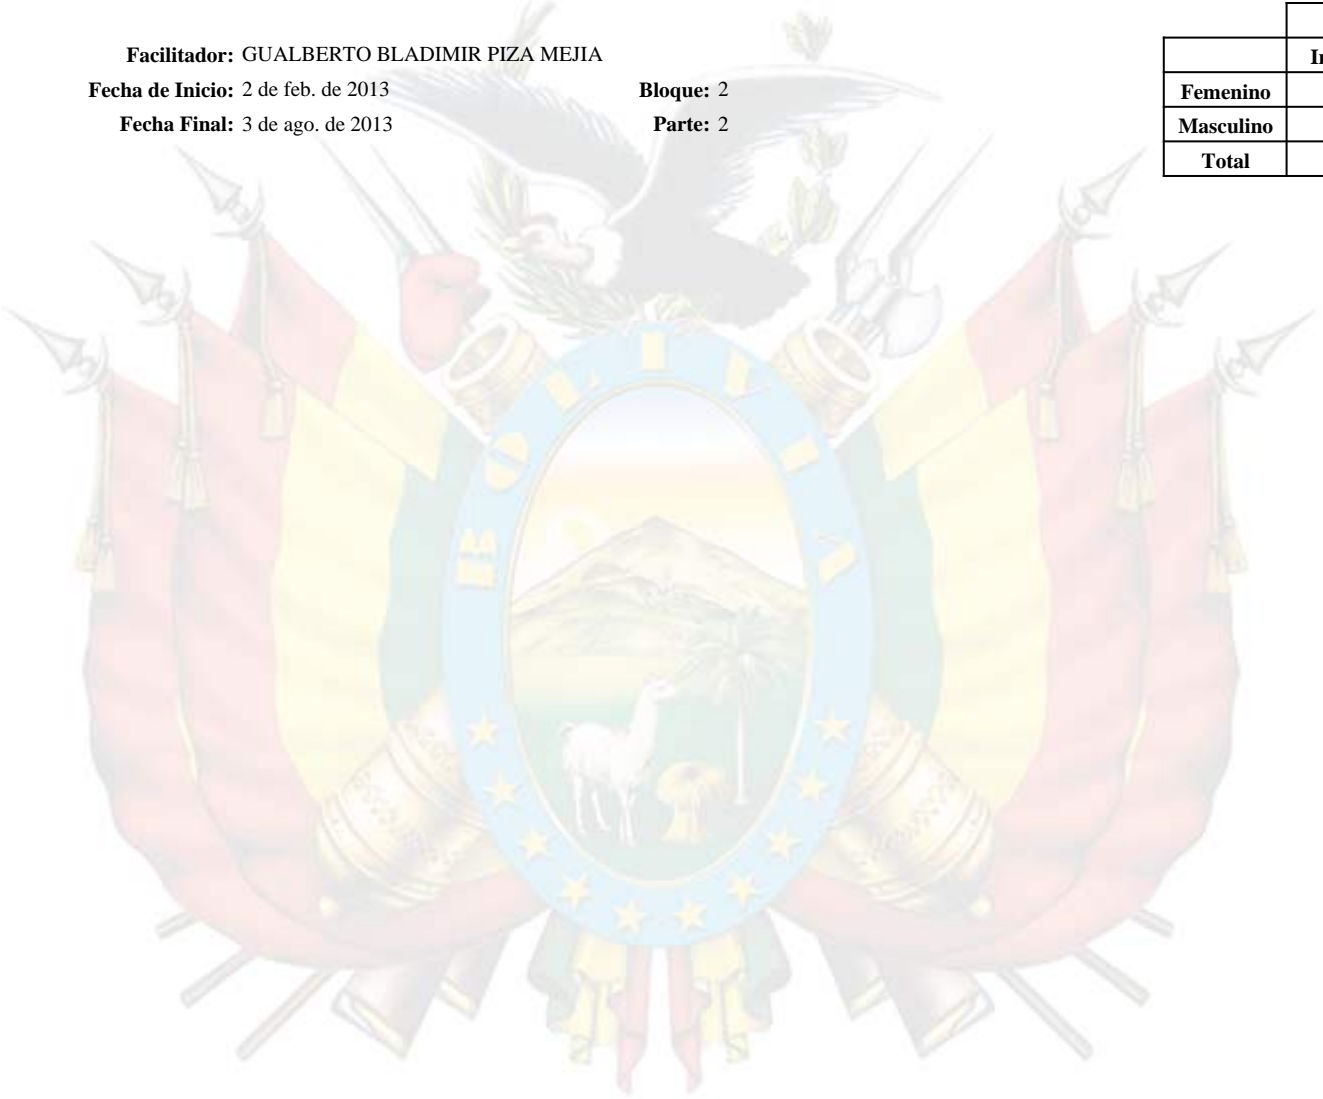 Facilitador: GUALBERTO BLADIMIR PIZA MEJIA
Fecha de Inicio: 2 de feb. de 2013 Bloque: 2
Fecha Final: 3 de ago. de 2013 Parte: 2
Femenino
Masculino
Total
BOLIVIA